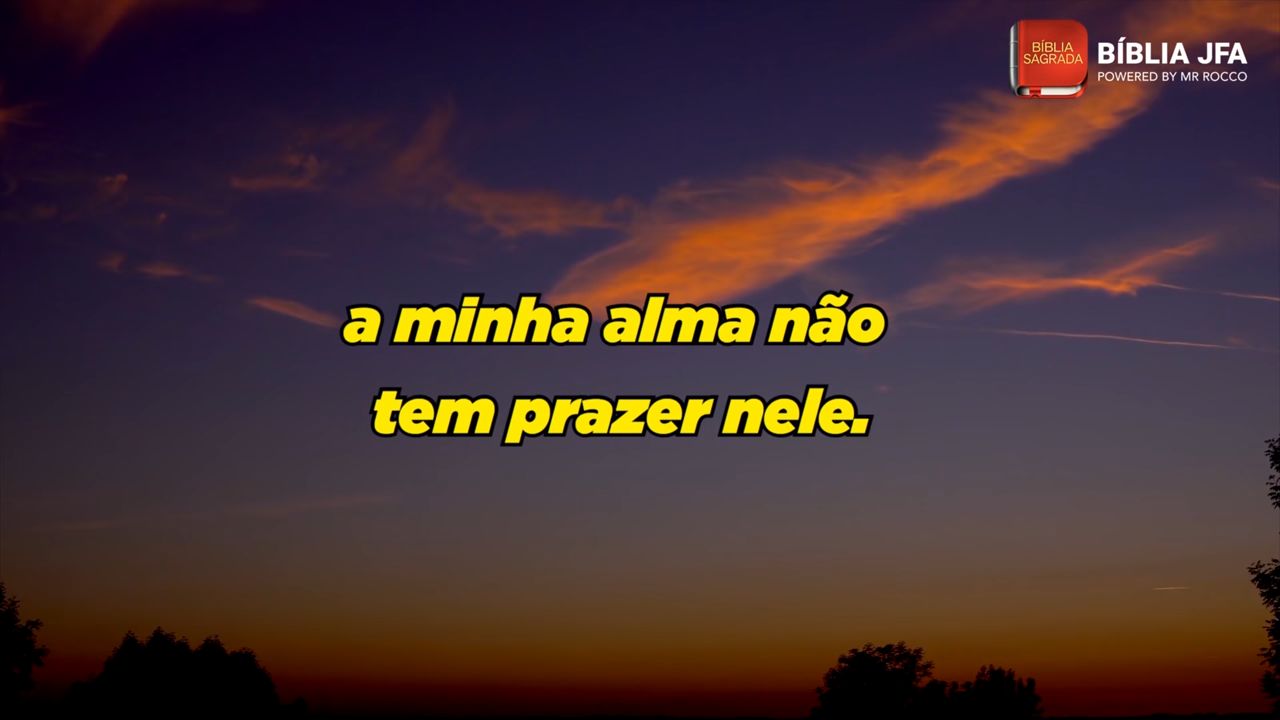 BÍBLIA
SAGRADA
BÍBLIA JFA
POWERED BY MR ROCCO
a minha alma não
tem prazer nele.